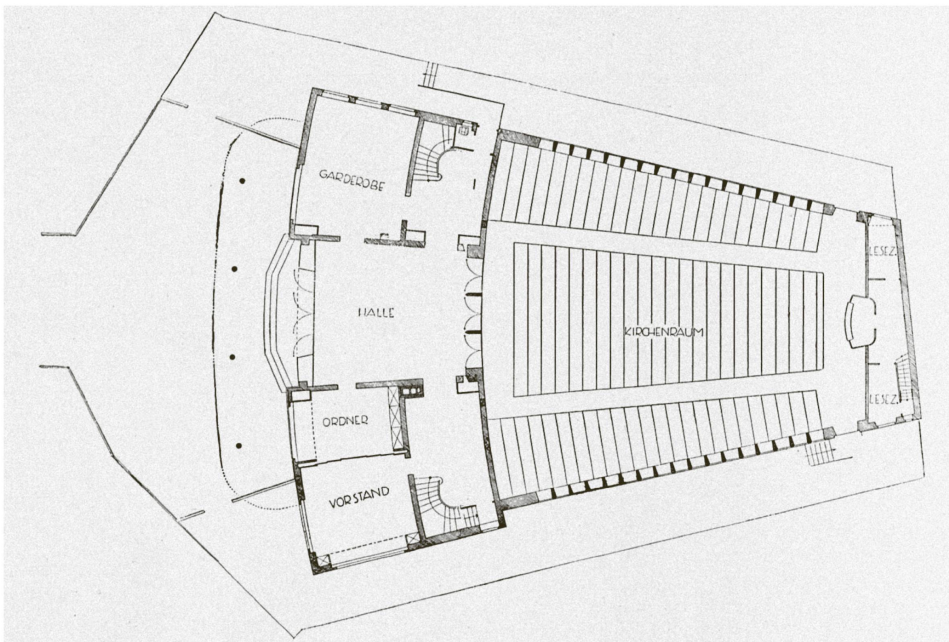 GARDEROBE
HALLE
ORDNER
VORSTAND
KIRCHENRAUM
LESEZ.
LESEZ.